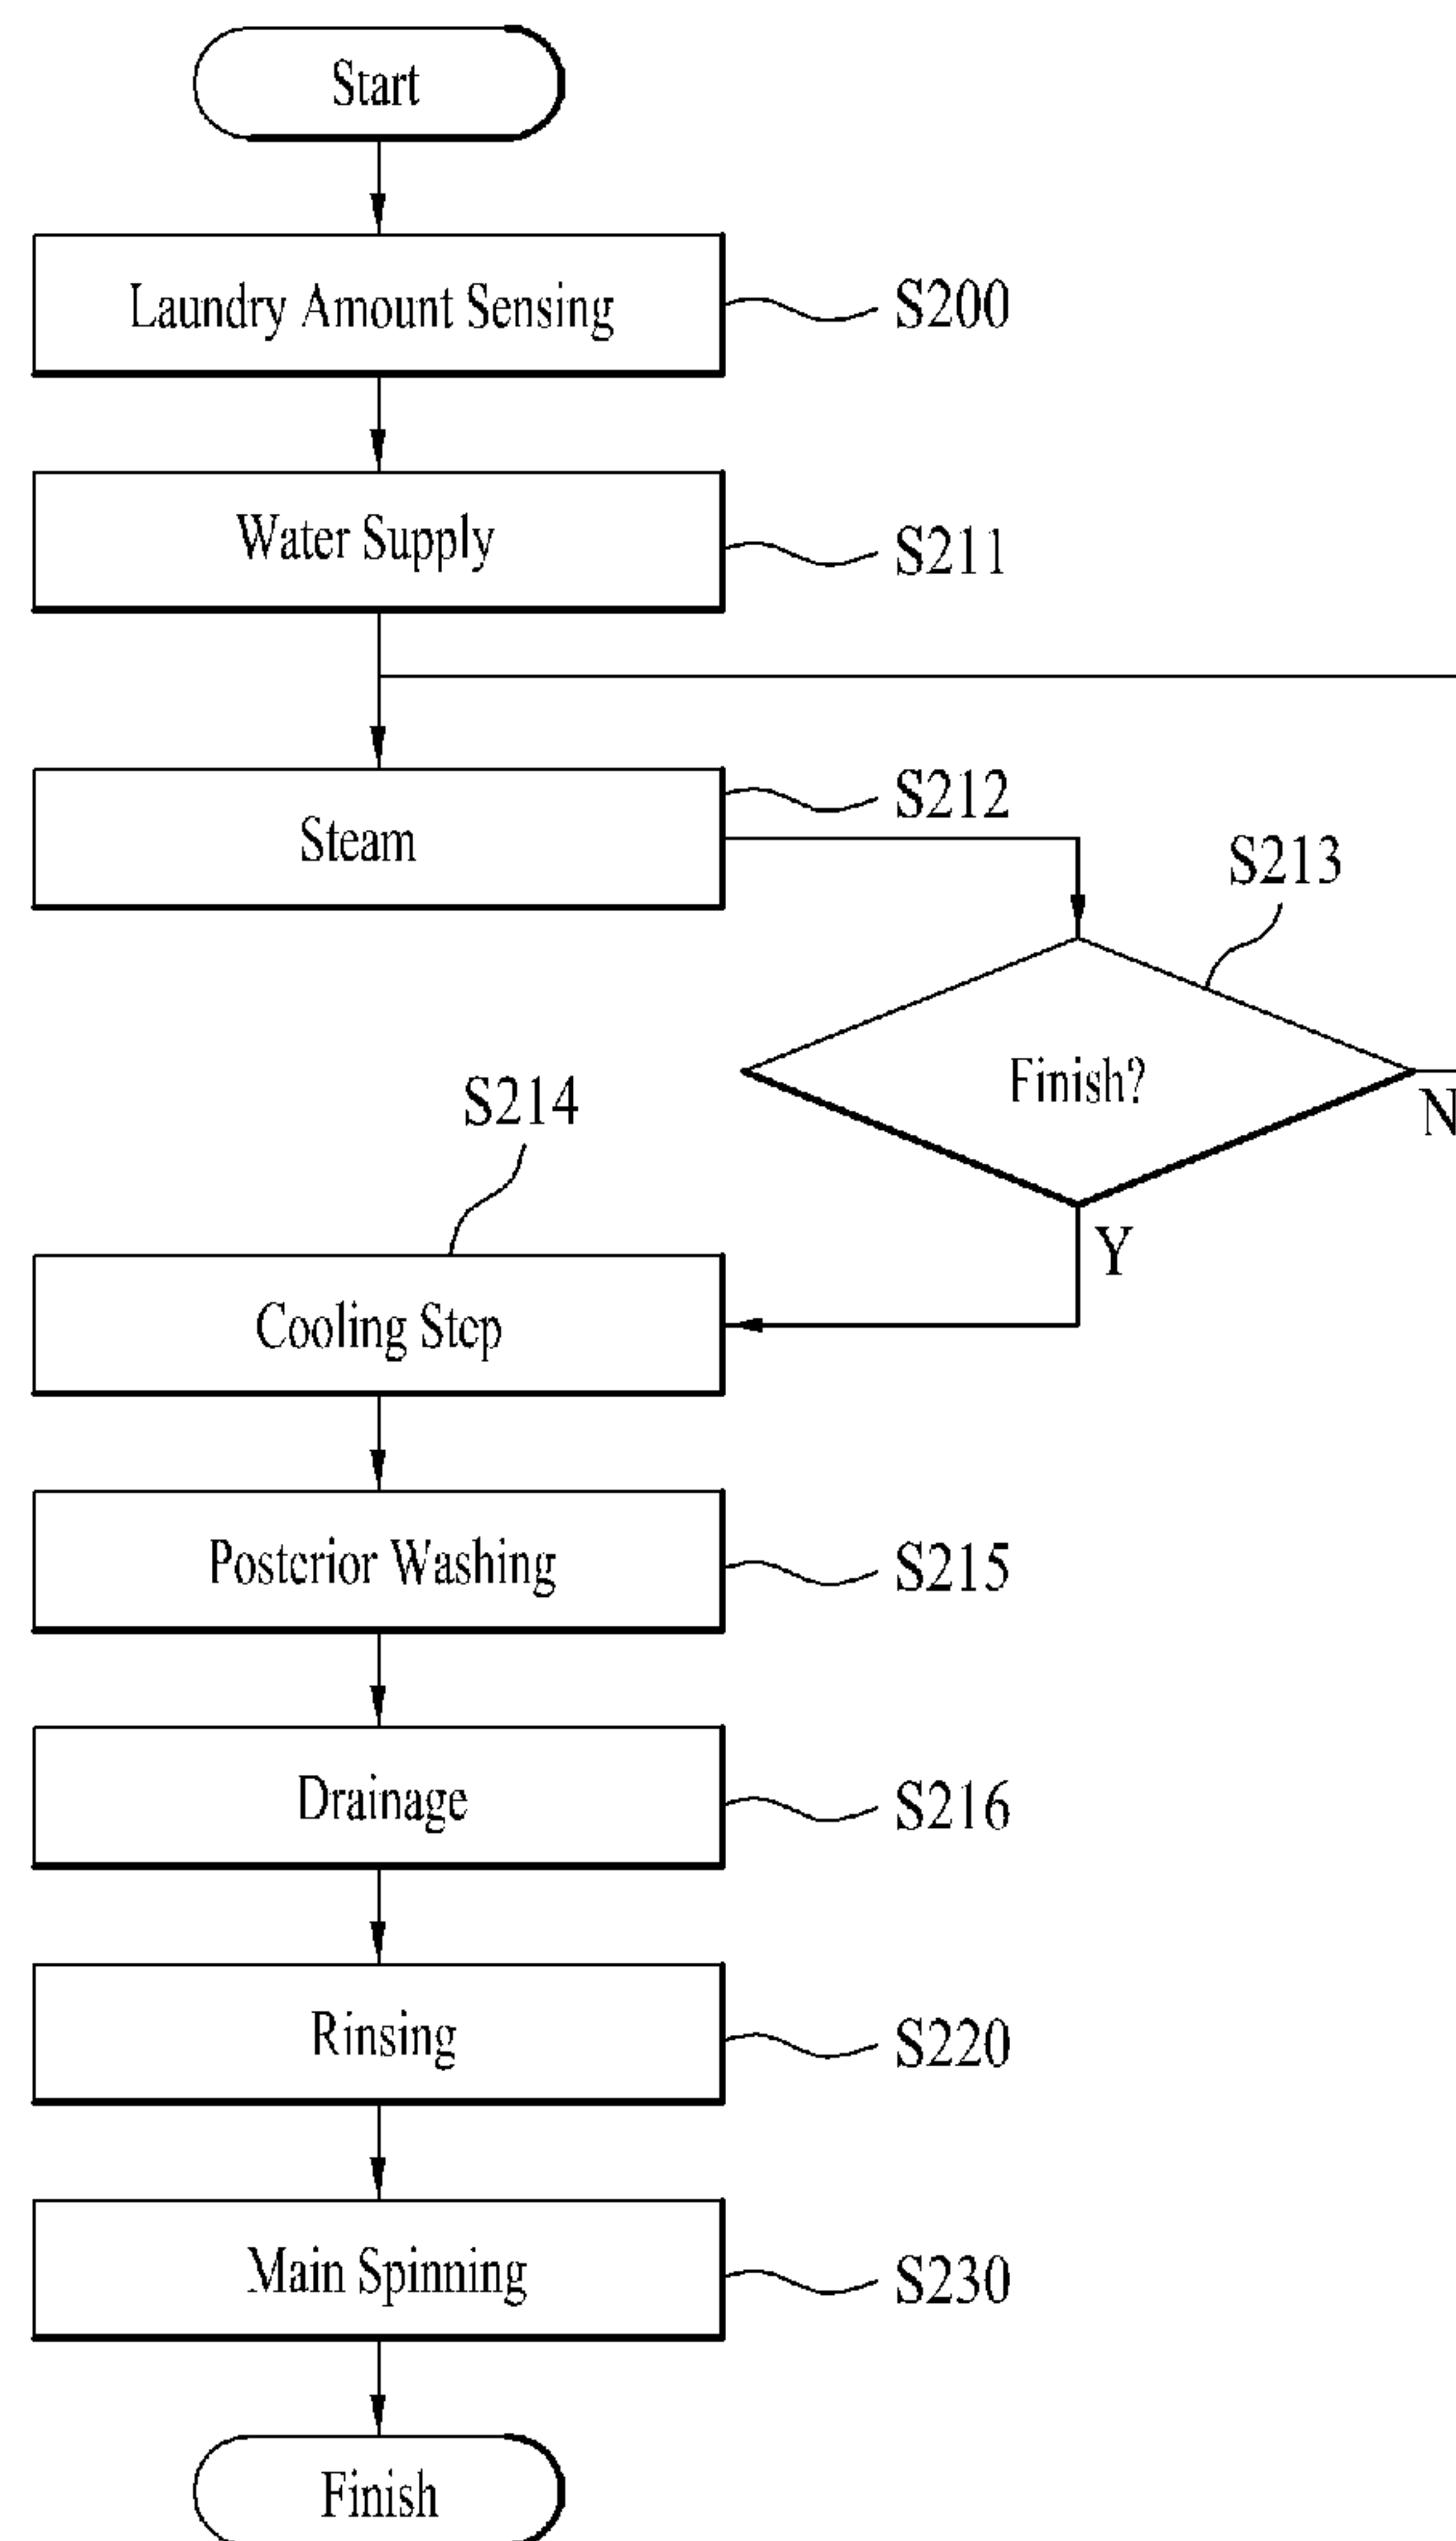 Start
Laundry Amount Sensing
S200
Water Supply
S211
Steam
S212
S213
Finish?
N
Y
S214
Cooling Step
Posterior Washing
S215
Drainage
S216
Rinsing
S220
Main Spinning
S230
Finish